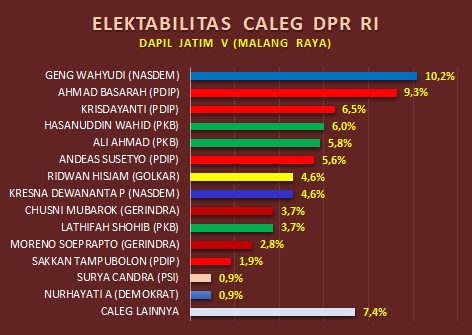 ELEKTABILITAS CALEG DPR RI
DAPIL JATIM V (MALANG RAYA)
GENG WAHYUDI (NASDEM) 10,2%
AHMAD BASARAH (PDIP) 9,3%
KRISDAYANTI (PDIP) 6,5%
HASANUDDIN WAHID (PKB) 6,0%
ALI AHMAD (PKB) 5,8%
ANDEAS SUSETYO (PDIP) 5,6%
RIDWAN HISJAM (GOLKAR) 4,6%
KRESNA DEWANANTA P (NASDEM) 4,6%
CHUSNI MUBAROK (GERINDRA) 3,7%
LATHIFAH SHOHIB (PKB) 3,7%
MORENO SOEPRAPTO (GERINDRA) 2,8%
SAKKAN TAMPUBOLON (PDIP) 1,9%
SURYA CANDRA (PSI) 0,9%
NURHAYATI A (DEMOKRAT) 0,9%
CALEG LAINNYA 7,4%